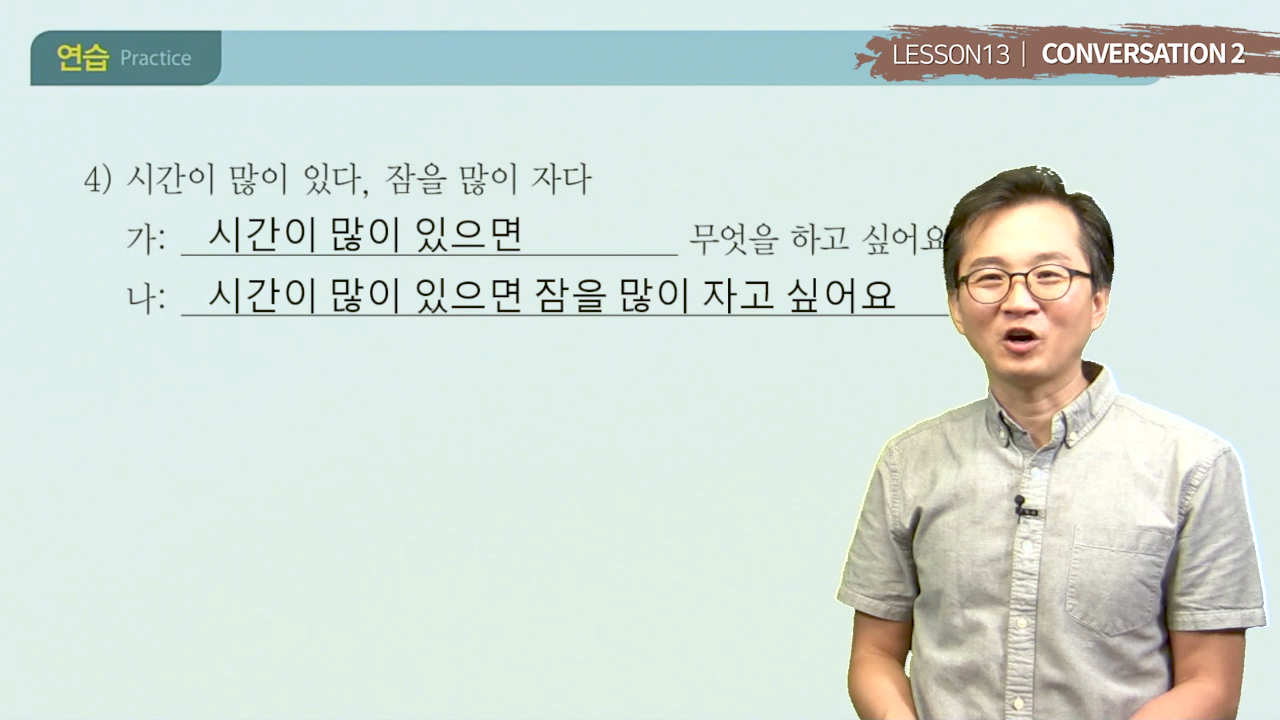 연습 Practice
LESSON13 | CONVERSATION 2
4) 시간이 많이 있다, 잠을 많이 자다
가: 시간이 많이 있으면 무엇을 하고 싶어요
나: 시간이 많이 있으면 잠을 많이 자고 싶어요